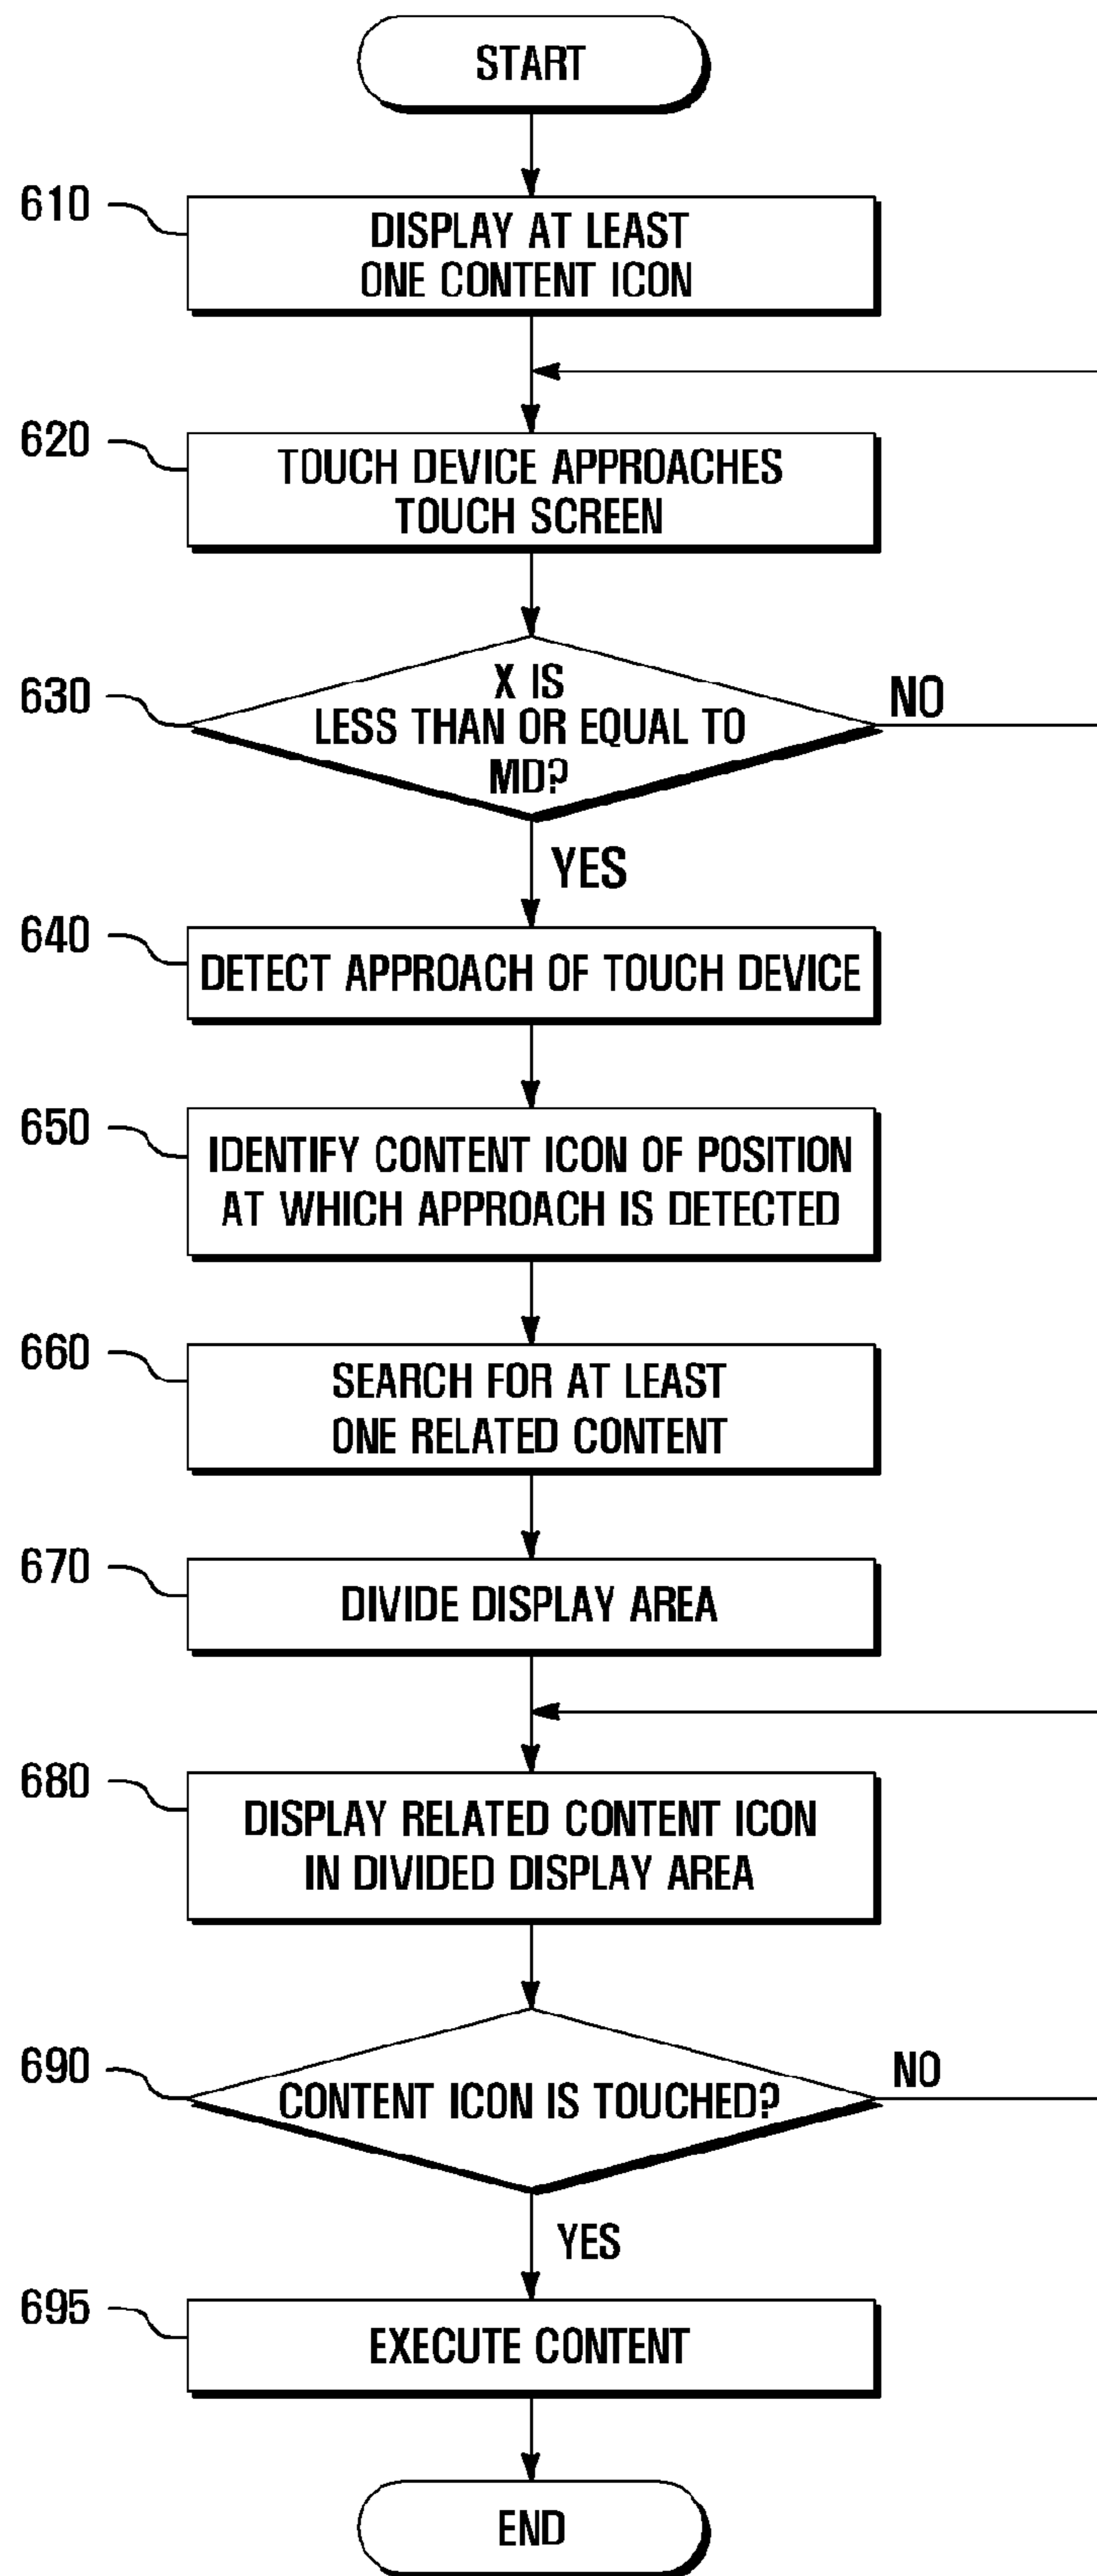 START
610
DISPLAY AT LEAST
ONE CONTENT ICON
620
TOUCH DEVICE APPROACHES
TOUCH SCREEN
630
X IS
LESS THAN OR EQUAL TO
MD?
NO
YES
640
DETECT APPROACH OF TOUCH DEVICE
650
IDENTIFY CONTENT ICON OF POSITION
AT WHICH APPROACH IS DETECTED
660
SEARCH FOR AT LEAST
ONE RELATED CONTENT
670
DIVIDE DISPLAY AREA
680
DISPLAY RELATED CONTENT ICON
IN DIVIDED DISPLAY AREA
690
CONTENT ICON IS TOUCHED?
NO
YES
695
EXECUTE CONTENT
END